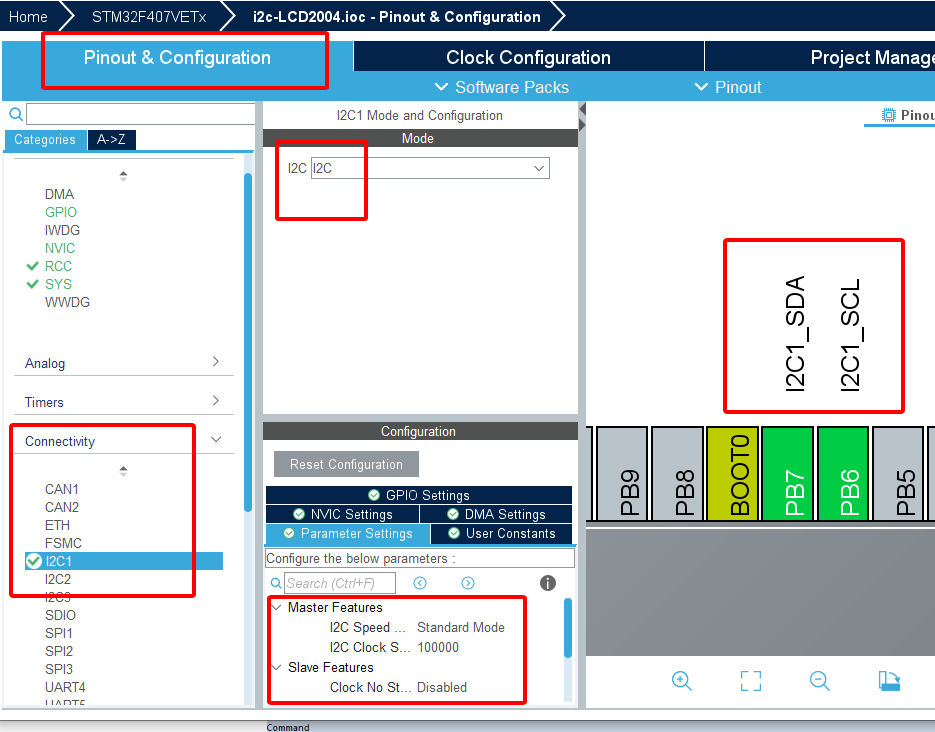 Home STM32F407VETx i2c-LCD2004.ioc - Pinout & Configuration
Pinout & Configuration Clock Configuration Project Manage
Software Packs Pinout
Categories A->Z
DMA
GPIO
IWDG
NVIC
RCC
SYS
WWDG
Analog
Timers
Connectivity
CAN1
CAN2
ETH
FSMC
I2C1
I2C2
I2C3
SDIO
SPI1
SPI2
SPI3
UART4
UART5
I2C1 Mode and Configuration
Mode
I2C I2C
Configuration
Reset Configuration
GPIO Settings
NVIC Settings DMA Settings
Parameter Settings User Constants
Configure the below parameters :
Search (Ctrl+F)
Master Features
I2C Speed ... Standard Mode
I2C Clock S... 100000
Slave Features
Clock No St... Disabled
Pinou
I2C1_SDA
I2C1_SCL
PB9
PB8
BOOT0
PB7
PB6
PB5
Command